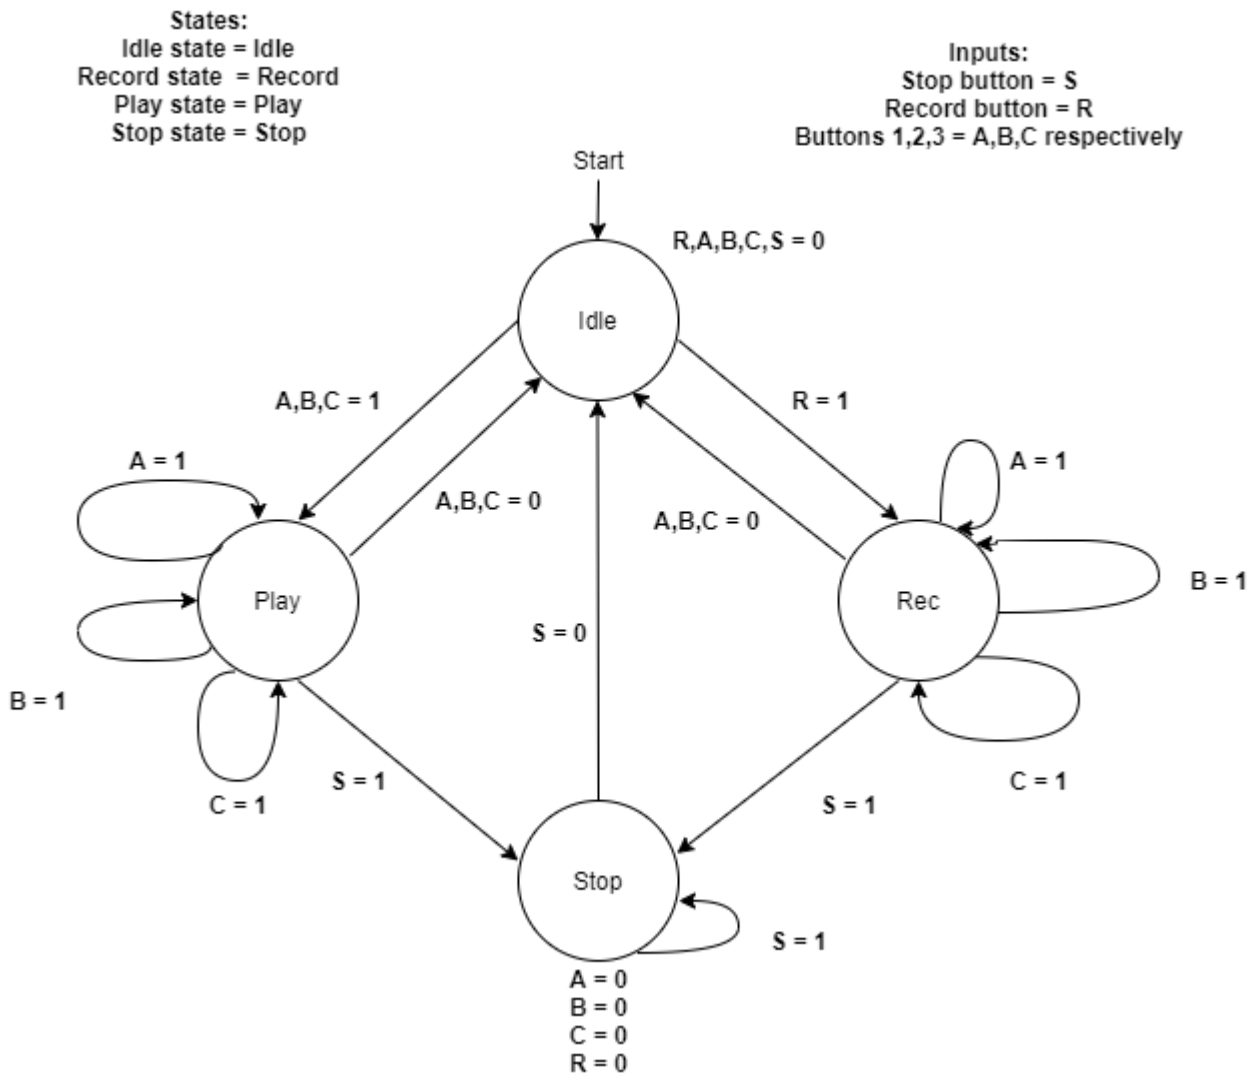 States:
Idle state = Idle
Record state = Record
Play state = Play
Stop state = Stop
Inputs:
Stop button = S
Record button = R
Buttons 1,2,3 = A,B,C respectively
Start
R,A,B,C,S = 0
Idle
A,B,C = 1
R = 1
A = 1
A,B,C = 0
A,B,C = 0
A = 1
Play
Rec
B = 1
S = 0
B = 1
C = 1
S = 1
S = 1
C = 1
Stop
S = 1
A = 0
B = 0
C = 0
R = 0